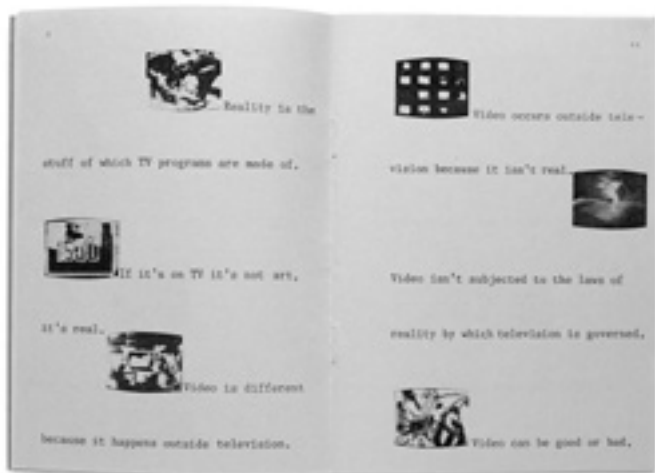 Reality is the
stuff of which TV programs are made of.
If it's on TV it's not art,
it's real.
Video is different
because it happens outside television.
Video occurs outside tele-
vision because it isn't real.
Video isn't subjected to the laws of
reality by which television is governed.
Video can be good or bad,